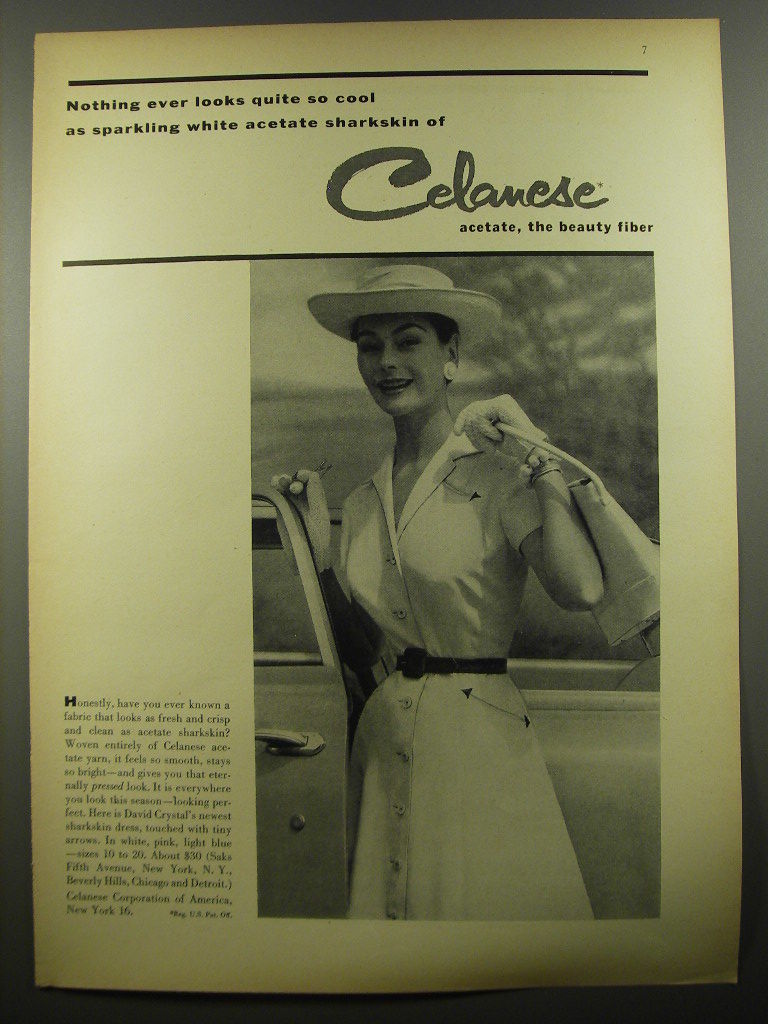 7
Nothing ever looks quite so cool
as sparkling white acetate sharkskin of
Celanese*
acetate, the beauty fiber
Honestly, have you ever known a
fabric that looks as fresh and crisp
and clean as acetate sharkskin?
Woven entirely of Celanese ace-
tate yarn, it feels so smooth, stays
so bright—and gives you that eter-
nally pressed look. It is everywhere
you look this season—looking per-
fect. Here is David Crystal's newest
sharkskin dress, touched with tiny
arrows. In white, pink, light blue
—sizes 10 to 20. About $30 (Saks
Fifth Avenue, New York, N. Y.,
Beverly Hills, Chicago and Detroit.)
Celanese Corporation of America,
New York 16. *Reg. U.S. Pat. Off.